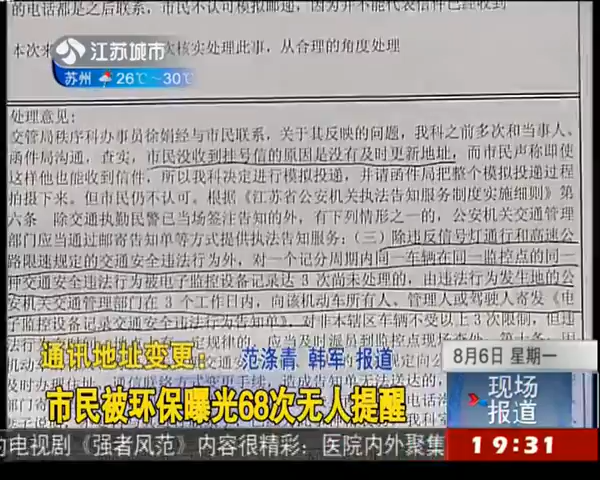 的电话都是之后联系，市民不认可模拟邮递，因为并不能代表信件已经收到
本次来
核实处理此事，从合理的角度处理
江苏城市
苏州 26℃~30℃
处理意见：
交管局秩序科办事员徐娟经与市民联系，关于其反映的问题，我科之前多次和当事人、
函件局沟通，查实，市民没收到挂号信的原因是没有及时更新地址，而市民声称即使
这样他也能收到信件，所以我科决定进行模拟投递，并请函件局把整个模拟投递过程
拍摄下来。但市民仍不认可。根据《江苏省公安机关执法告知服务制度实施细则》第
六条 除交通执勤民警已当场签注告知的外，有下列情形之一的，公安机关交通管理
部门应当通过邮寄告知单等方式提供执法告知服务：（三）除违反信号灯通行和高速公
路限速规定的交通安全违法行为外，对一个记分周期内同一车辆在同一监控点的同一
种交通安全违法行为被电子监控设备记录达 3 次尚未处理的，由违法行为发生地的公
安机关交通管理部门在 3 个工作日内，向该机动车所有人、管理人或驾驶人寄发《电
子监控设备记录交通安全违法行为告知单》。对非本辖区车辆不受以上 3 次限制，但违
通讯地址变更：
范涤青 韩军 报道
市民被环保曝光68次无人提醒
8月6日 星期一
现场
报道
的电视剧《强者风范》内容很精彩：医院内外聚集
19:31